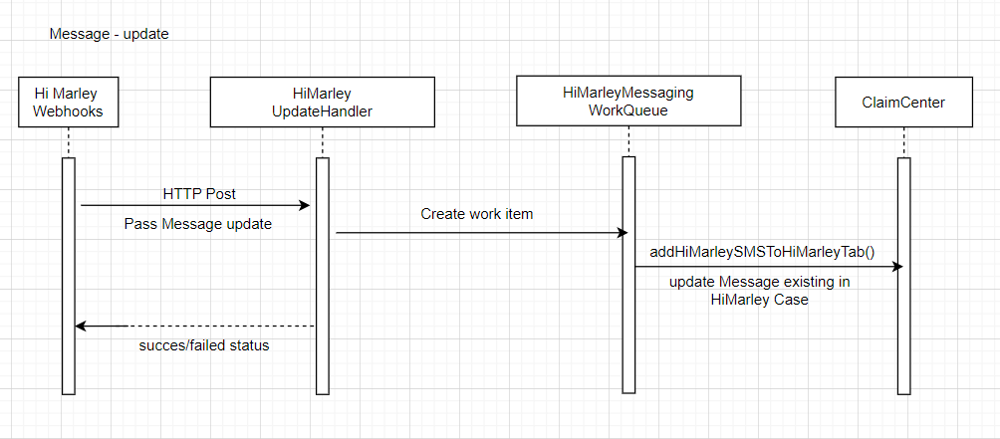 Message - update
Hi Marley
Webhooks
HiMarley
UpdateHandler
HiMarleyMessaging
WorkQueue
ClaimCenter
HTTP Post
Pass Message update
Create work item
addHiMarleySMSToHiMarleyTab()
update Message existing in
HiMarley Case
succes/failed status